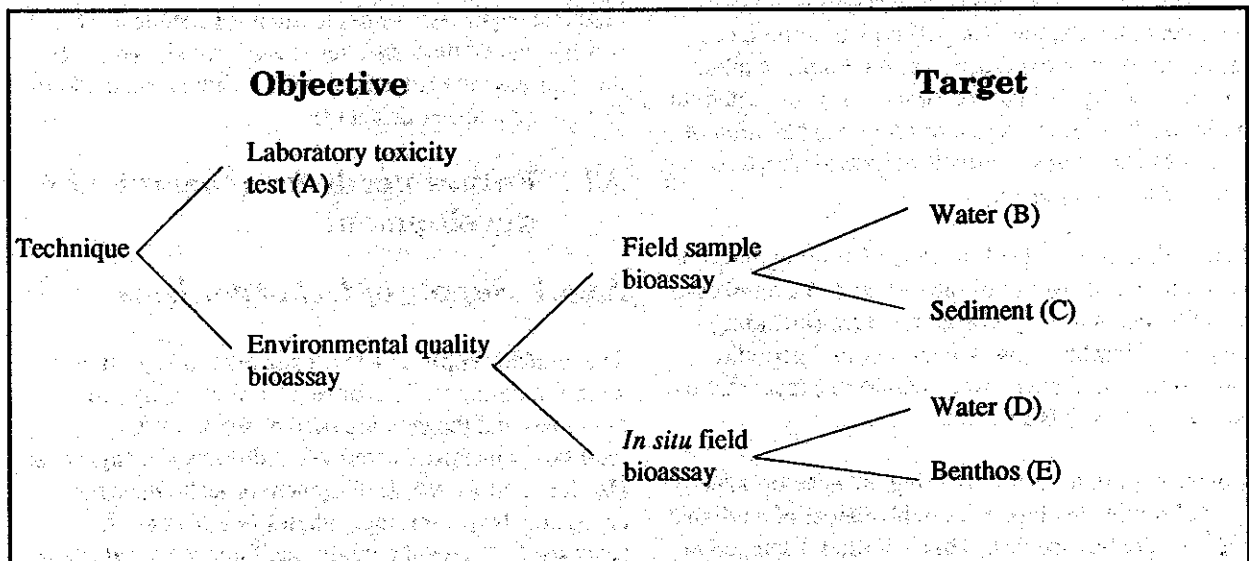 Objective
Target
Laboratory toxicity
test (A)
Technique
Environmental quality
bioassay
Field sample
bioassay
Water (B)
Sediment (C)
In situ field
bioassay
Water (D)
Benthos (E)